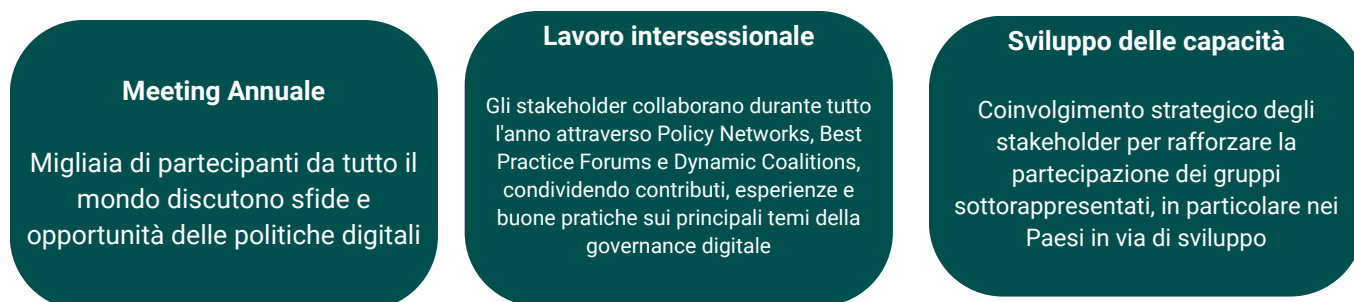 Meeting Annuale
Migliaia di partecipanti da tutto il
mondo discutono sfide e
opportunità delle politiche digitali
Lavoro intersessionale
Gli stakeholder collaborano durante tutto
l'anno attraverso Policy Networks, Best
Practice Forums e Dynamic Coalitions,
condividendo contributi, esperienze e
buone pratiche sui principali temi della
governance digitale
Sviluppo delle capacità
Coinvolgimento strategico degli
stakeholder per rafforzare la
partecipazione dei gruppi
sottorappresentati, in particolare nei
Paesi in via di sviluppo